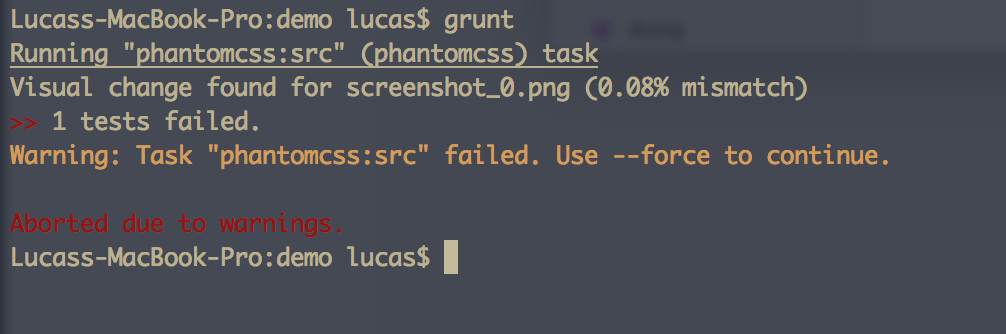 Lucass-MacBook-Pro:demo lucas$ grunt
Running "phantomcss:src" (phantomcss) task
Visual change found for screenshot_0.png (0.08% mismatch)
>> 1 tests failed.
Warning: Task "phantomcss:src" failed. Use --force to continue.
Aborted due to warnings.
Lucass-MacBook-Pro:demo lucas$